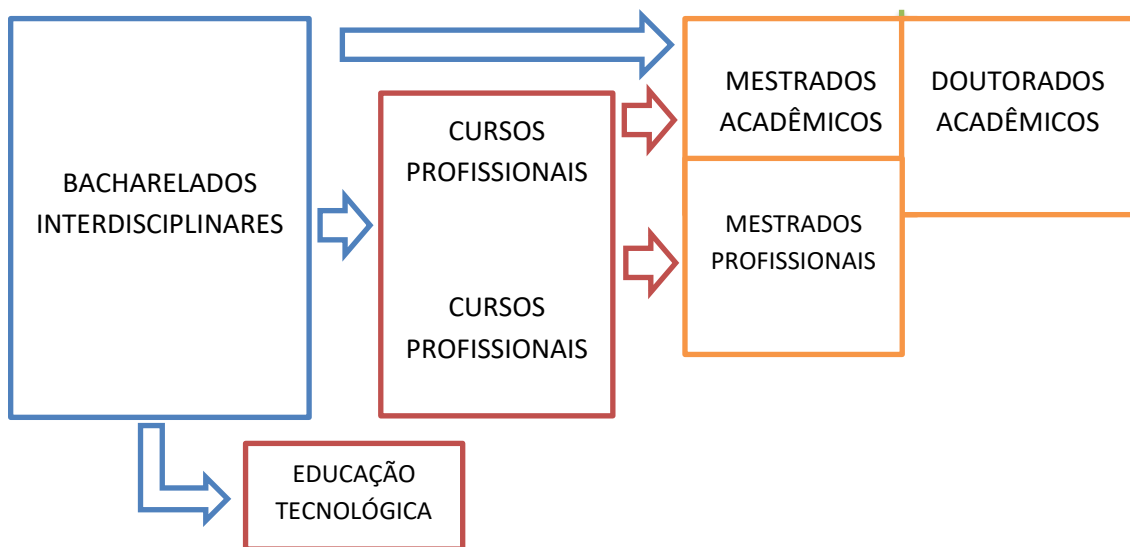 BACHARELADOS
INTERDISCIPLINARES
CURSOS
PROFISSIONAIS
CURSOS
PROFISSIONAIS
MESTRADOS
ACADÊMICOS
DOUTORADOS
ACADÊMICOS
MESTRADOS
PROFISSIONAIS
EDUCAÇÃO
TECNOLÓGICA